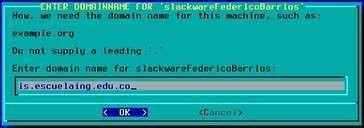 ENTER DOMAINNAME FOR 'slackwareFedericoBarrios'
Now, we need the domain name for this machine, such as:
example.org
Do not supply a leading '.'
Enter domain name for slackwareFedericoBarrios:
is.escuelaing.edu.co_
< OK > <Cancel>